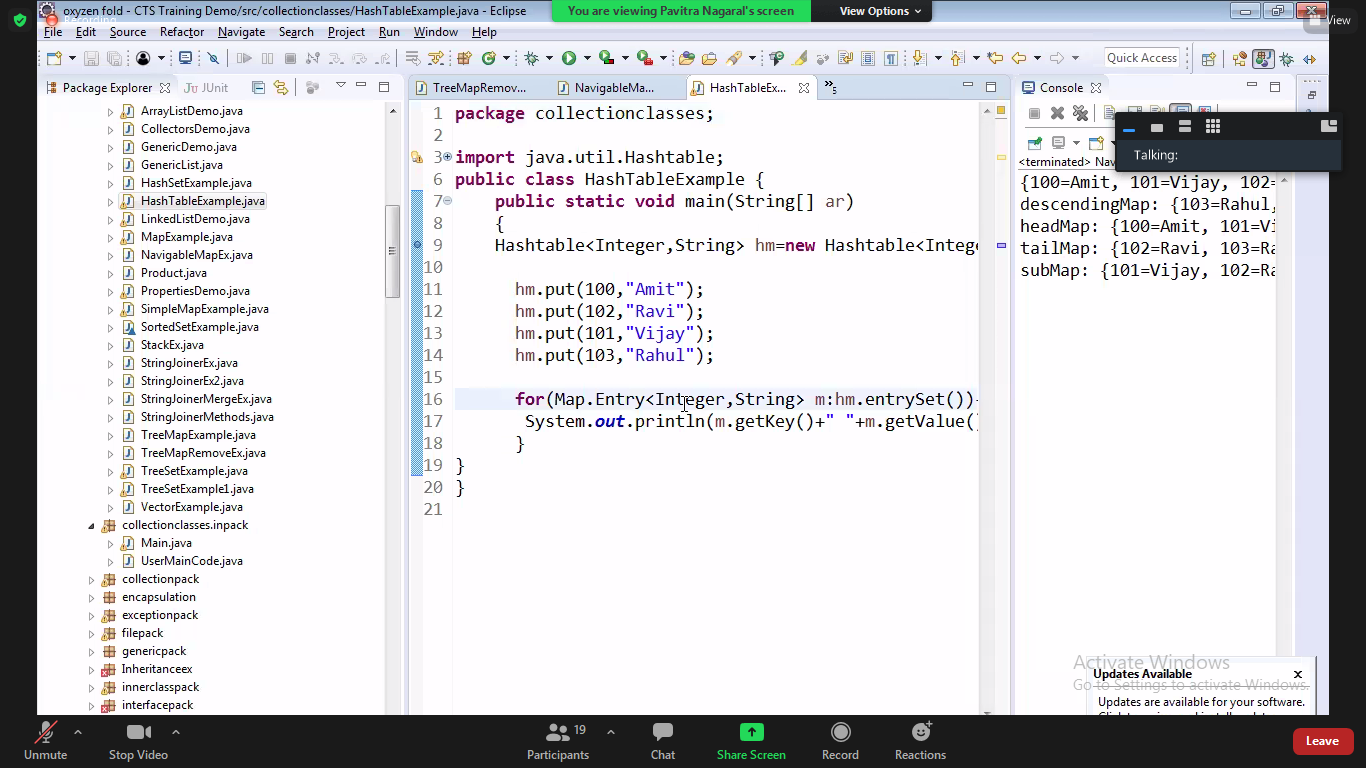 oxyzen fold - CTS Training Demo/src/collectionclasses/HashTableExample.java - Eclipse
You are viewing Pavitra Nagaral's screen
View Options
Recording
View
File Edit Source Refactor Navigate Search Project Run Window Help
Quick Access
Package Explorer
JUnit
ArrayListDemo.java
CollectorsDemo.java
GenericDemo.java
GenericList.java
HashSetExample.java
HashTableExample.java
LinkedListDemo.java
MapExample.java
NavigableMapEx.java
Product.java
PropertiesDemo.java
SimpleMapExample.java
SortedSetExample.java
StackEx.java
StringJoinerEx.java
StringJoinerEx2.java
StringJoinerMergeEx.java
StringJoinerMethods.java
TreeMapExample.java
TreeMapRemoveEx.java
TreeSetExample.java
TreeSetExample1.java
VectorExample.java
collectionclasses.inpack
Main.java
UserMainCode.java
collectionpack
encapsulation
exceptionpack
filepack
genericpack
Inheritanceex
innerclasspack
interfacepack
TreeMapRemov...
NavigableMa...
HashTableEx...
»5
1 package collectionclasses;
2
3 import java.util.Hashtable;
6 public class HashTableExample {
7 public static void main(String[] ar)
8 {
9 Hashtable<Integer,String> hm=new Hashtable<Intege
10
11 hm.put(100,"Amit");
12 hm.put(102,"Ravi");
13 hm.put(101,"Vijay");
14 hm.put(103,"Rahul");
15
16 for(Map.Entry<Integer,String> m:hm.entrySet())
17 System.out.println(m.getKey()+" "+m.getValue()
18 }
19 }
20 }
21
Console
Talking:
<terminated> Nav
{100=Amit, 101=Vijay, 102=
descendingMap: {103=Rahul,
headMap: {100=Amit, 101=Vi
tailMap: {102=Ravi, 103=Ra
subMap: {101=Vijay, 102=Ra
Activate Windows
Go to Settings to activate Windows.
Updates Available
Updates are available for your software.
Unmute
Stop Video
Participants
19
Chat
Share Screen
Record
Reactions
Leave